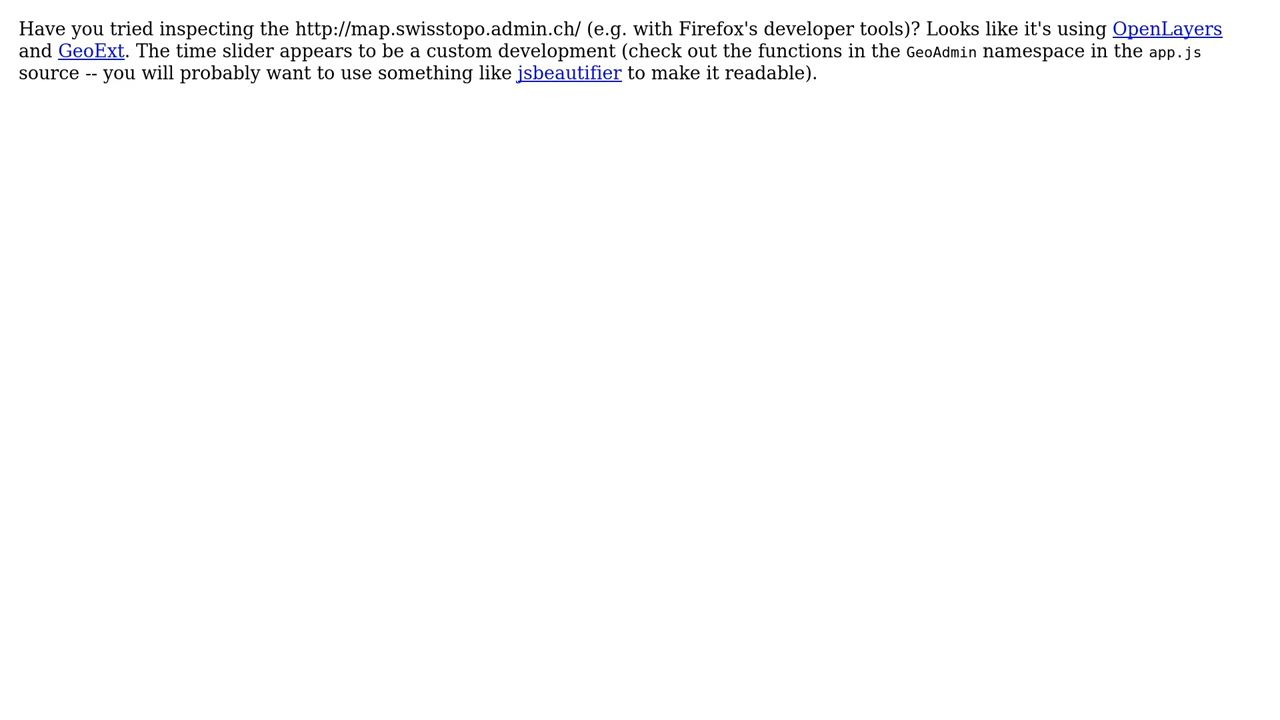 Have you tried inspecting the http://map.swisstopo.admin.ch/ (e.g. with Firefox's developer tools)? Looks like it's using OpenLayers
and GeoExt. The time slider appears to be a custom development (check out the functions in the GeoAdmin namespace in the app.js
source -- you will probably want to use something like jsbeautifier to make it readable).